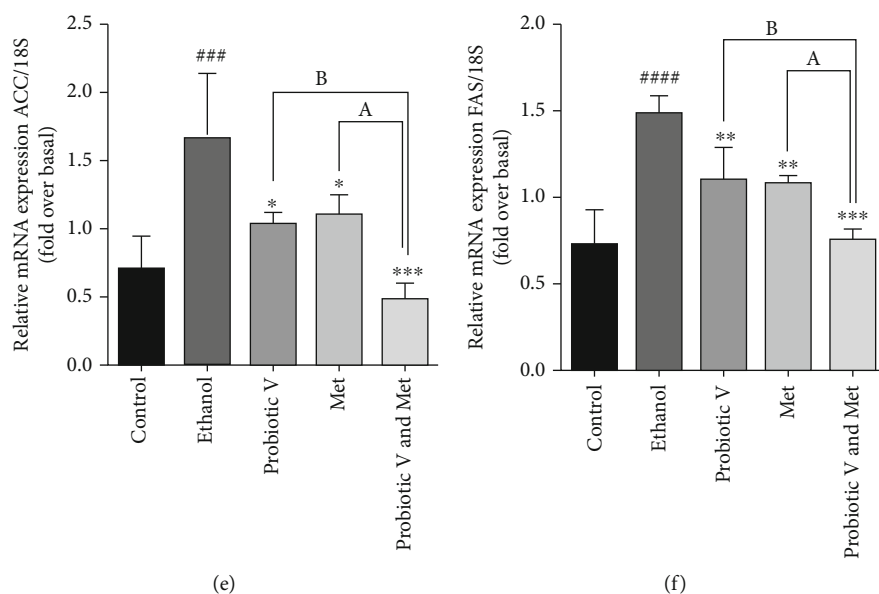 Relative mRNA expression ACC/18S
(fold over basal)
2.5
2.0
1.5
1.0
0.5
0.0
###
B
A
*
*
***
Control
Ethanol
Probiotic V
Met
Probiotic V and Met
(e)
Relative mRNA expression FAS/18S
(fold over basal)
2.0
1.5
1.0
0.5
0.0
####
B
A
**
**
***
Control
Ethanol
Probiotic V
Met
Probiotic V and Met
(f)